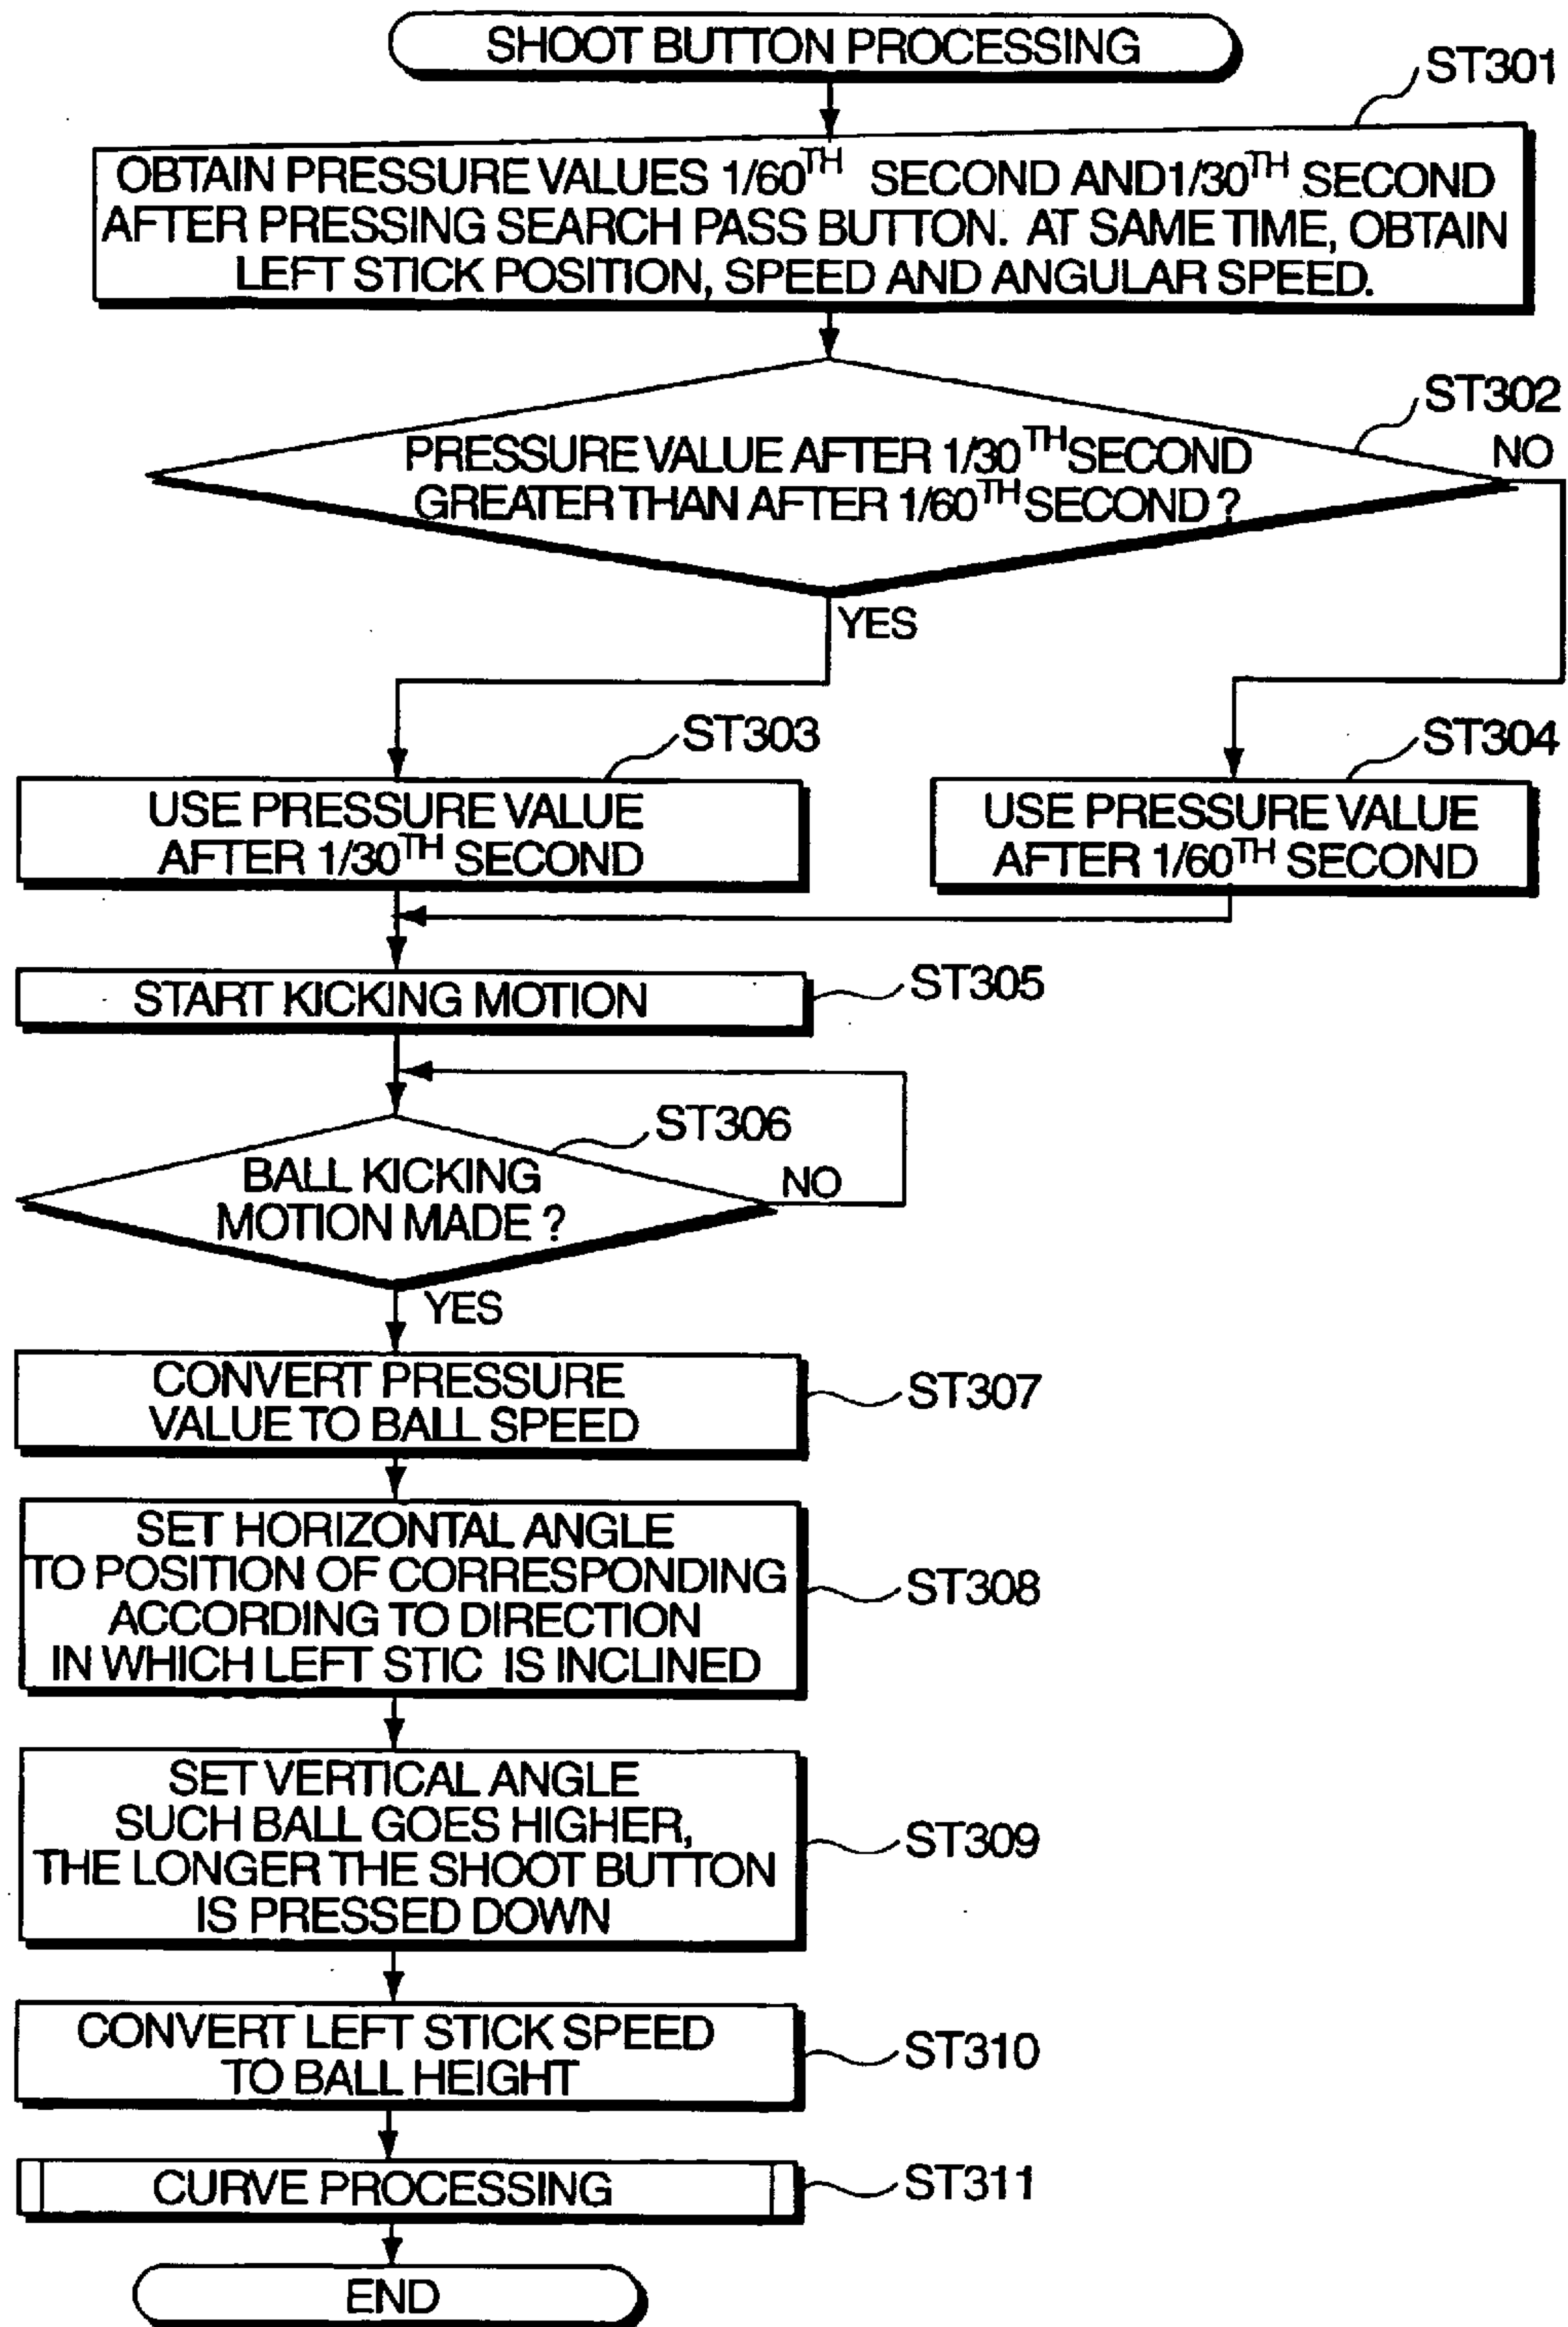 SHOOT BUTTON PROCESSING
ST301
OBTAIN PRESSURE VALUES 1/60TH SECOND AND1/30TH SECOND
AFTER PRESSING SEARCH PASS BUTTON. AT SAME TIME, OBTAIN
LEFT STICK POSITION, SPEED AND ANGULAR SPEED.
ST302
PRESSURE VALUE AFTER 1/30TH SECOND
GREATER THAN AFTER 1/60TH SECOND ?
NO
YES
ST303
USE PRESSURE VALUE
AFTER 1/30TH SECOND
ST304
USE PRESSURE VALUE
AFTER 1/60TH SECOND
START KICKING MOTION
ST305
ST306
BALL KICKING
MOTION MADE ?
NO
YES
CONVERT PRESSURE
VALUE TO BALL SPEED
ST307
SET HORIZONTAL ANGLE
TO POSITION OF CORRESPONDING
ACCORDING TO DIRECTION
IN WHICH LEFT STIC IS INCLINED
ST308
SET VERTICAL ANGLE
SUCH BALL GOES HIGHER,
THE LONGER THE SHOOT BUTTON
IS PRESSED DOWN
ST309
CONVERT LEFT STICK SPEED
TO BALL HEIGHT
ST310
CURVE PROCESSING
ST311
END